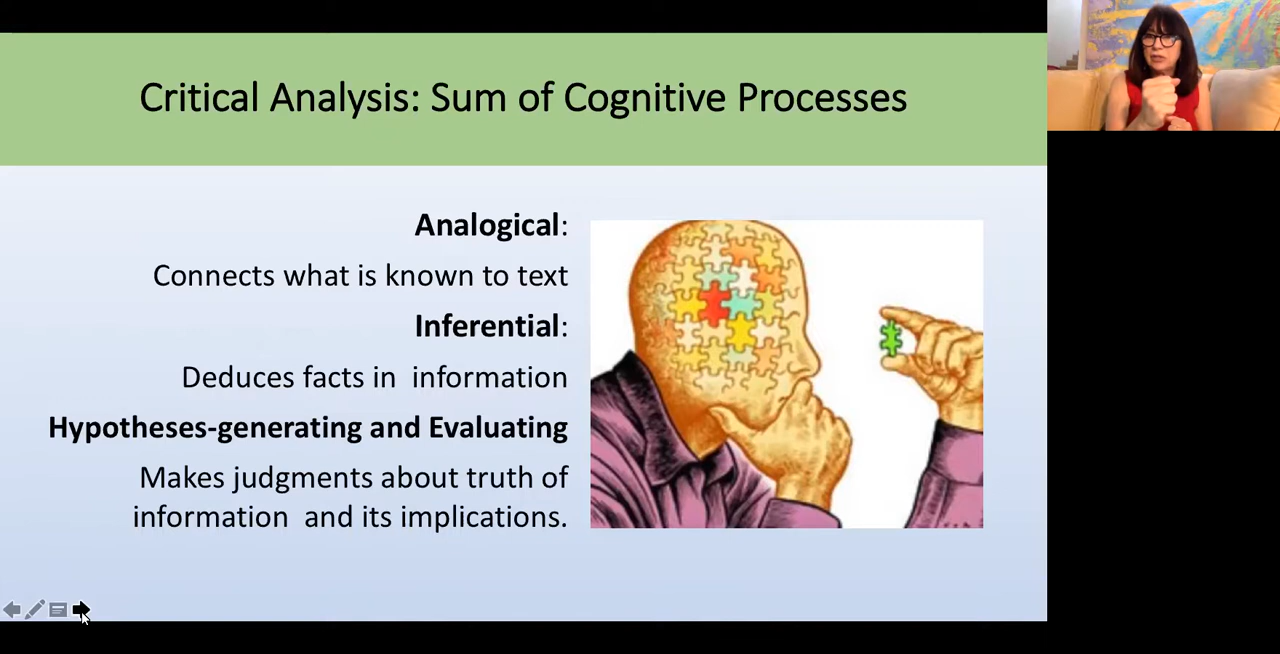 Critical Analysis: Sum of Cognitive Processes
Analogical:
Connects what is known to text
Inferential:
Deduces facts in  information
Hypotheses-generating and Evaluating
Makes judgments about truth of
information  and its implications.